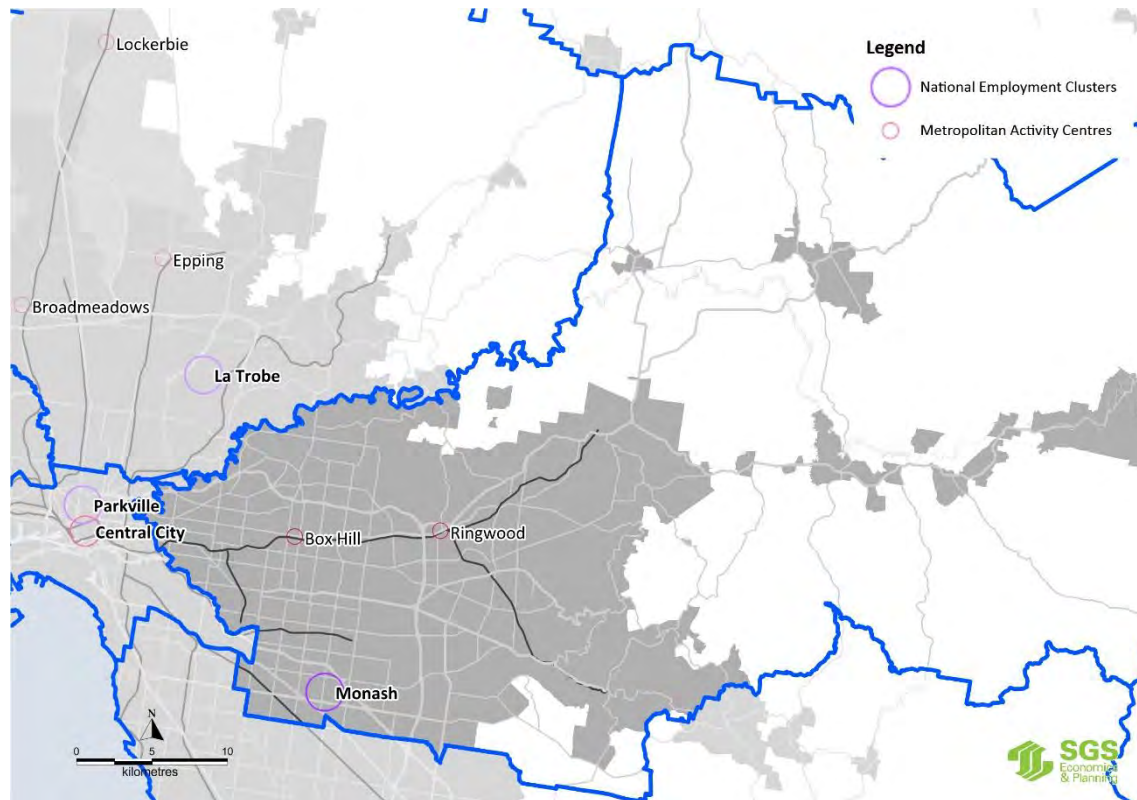 Lockerbie
Legend
National Employment Clusters
Metropolitan Activity Centres
Epping
Broadmeadows
La Trobe
Parkville
Central City
Box Hill
Ringwood
Monash
N
0 5 10
kilometres
SGS
Economics
& Planning